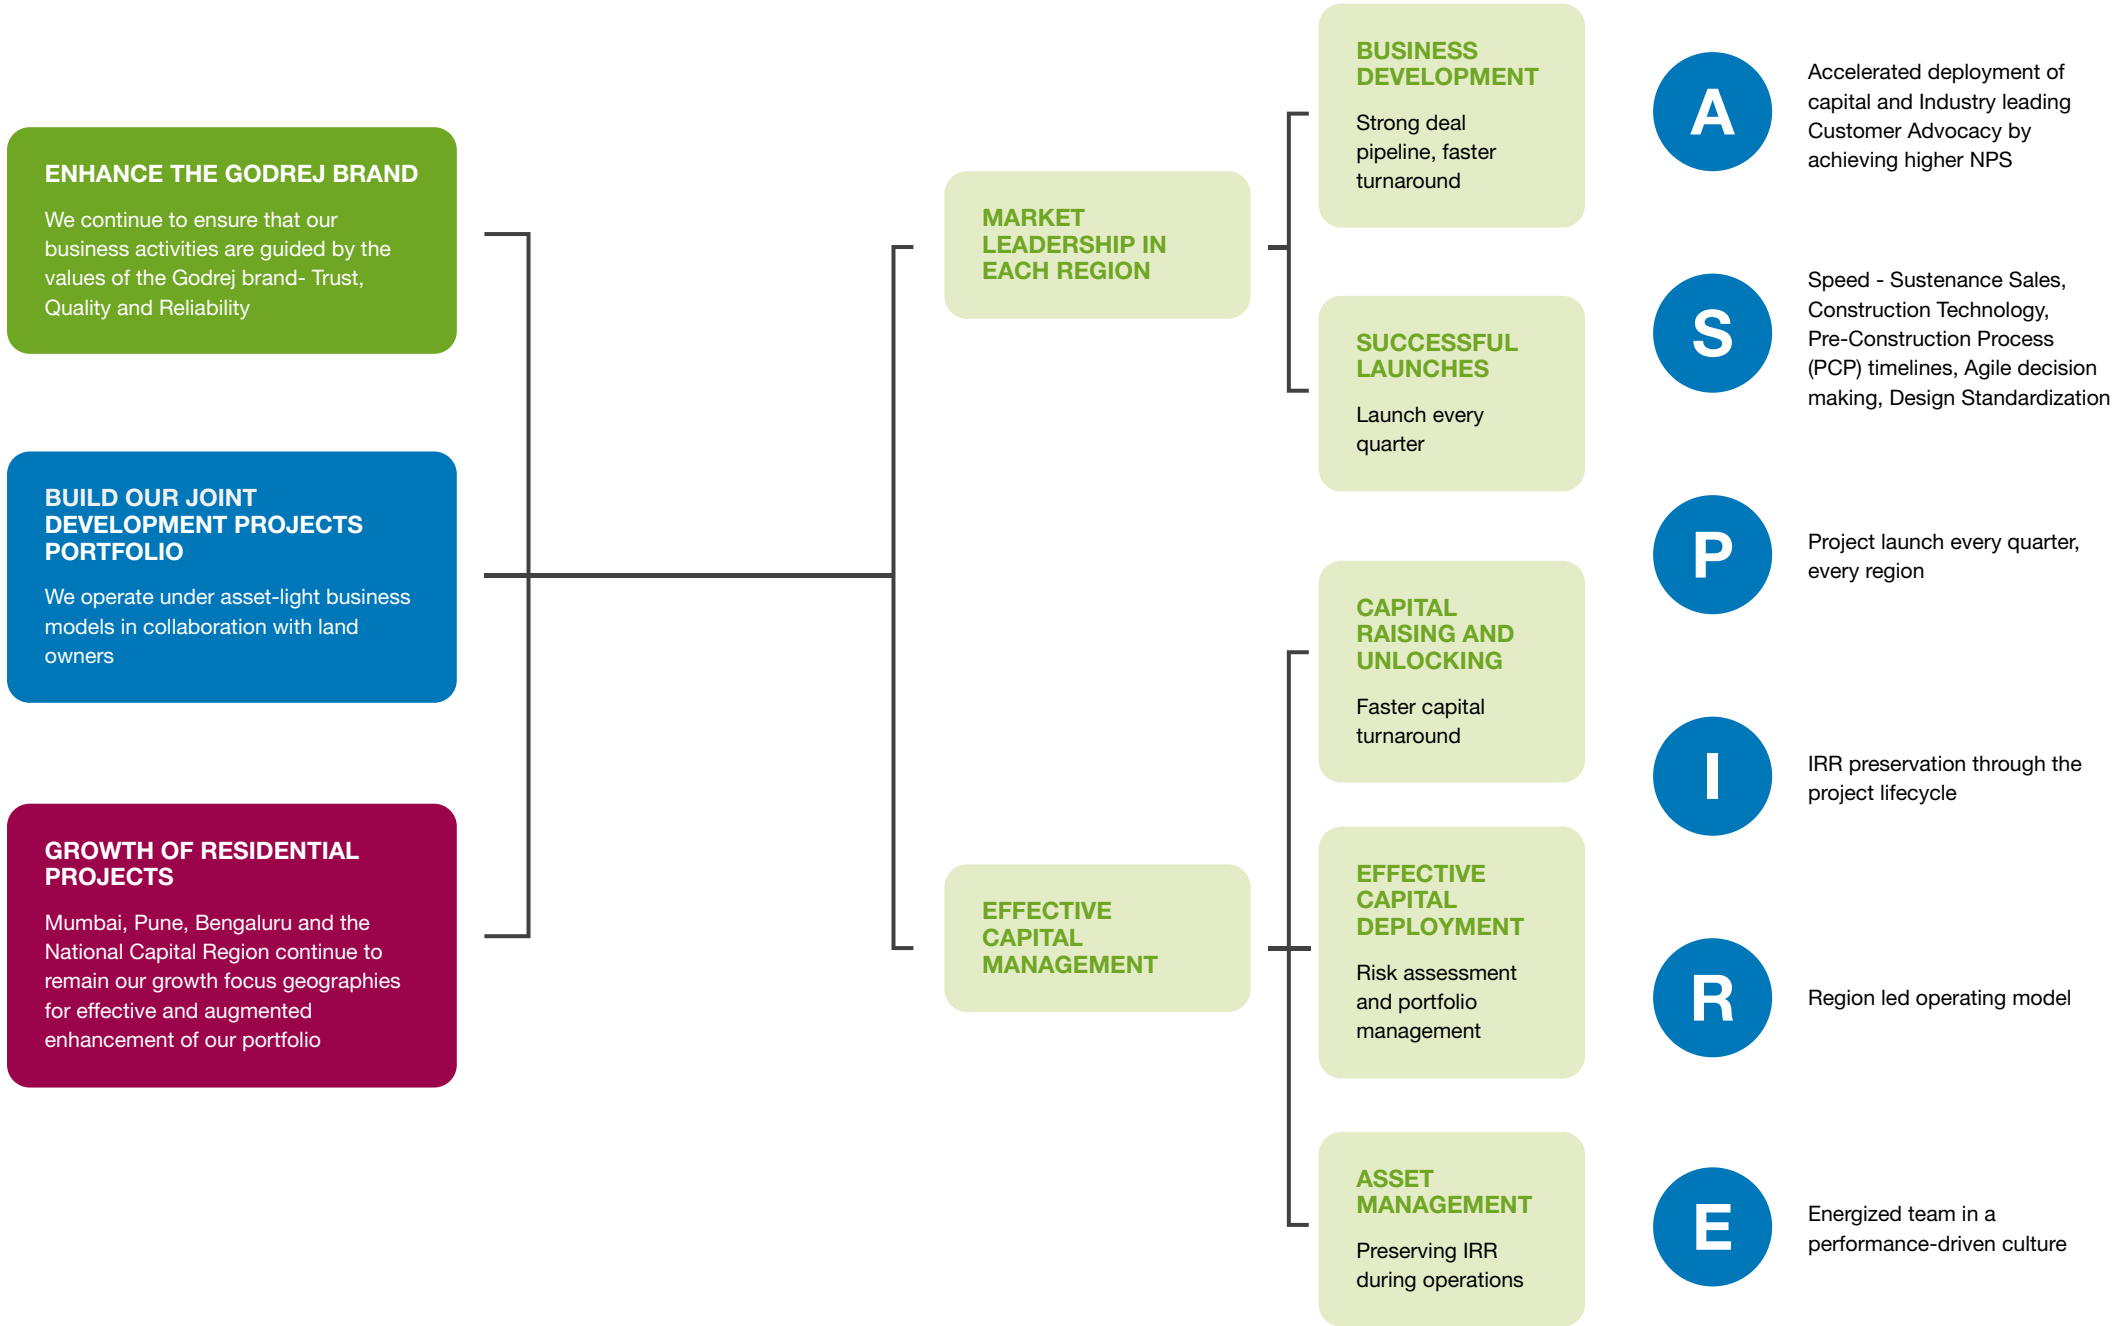 ENHANCE THE GODREJ BRAND
We continue to ensure that our
business activities are guided by the
values of the Godrej brand- Trust,
Quality and Reliability
BUILD OUR JOINT
DEVELOPMENT PROJECTS
PORTFOLIO
We operate under asset-light business
models in collaboration with land
owners
GROWTH OF RESIDENTIAL
PROJECTS
Mumbai, Pune, Bengaluru and the
National Capital Region continue to
remain our growth focus geographies
for effective and augmented
enhancement of our portfolio
MARKET
LEADERSHIP IN
EACH REGION
EFFECTIVE
CAPITAL
MANAGEMENT
BUSINESS
DEVELOPMENT
Strong deal
pipeline, faster
turnaround
SUCCESSFUL
LAUNCHES
Launch every
quarter
CAPITAL
RAISING AND
UNLOCKING
Faster capital
turnaround
EFFECTIVE
CAPITAL
DEPLOYMENT
Risk assessment
and portfolio
management
ASSET
MANAGEMENT
Preserving IRR
during operations
A
Accelerated deployment of
capital and Industry leading
Customer Advocacy by
achieving higher NPS
S
Speed - Sustenance Sales,
Construction Technology,
Pre-Construction Process
(PCP) timelines, Agile decision
making, Design Standardization
P
Project launch every quarter,
every region
I
IRR preservation through the
project lifecycle
R
Region led operating model
E
Energized team in a
performance-driven culture